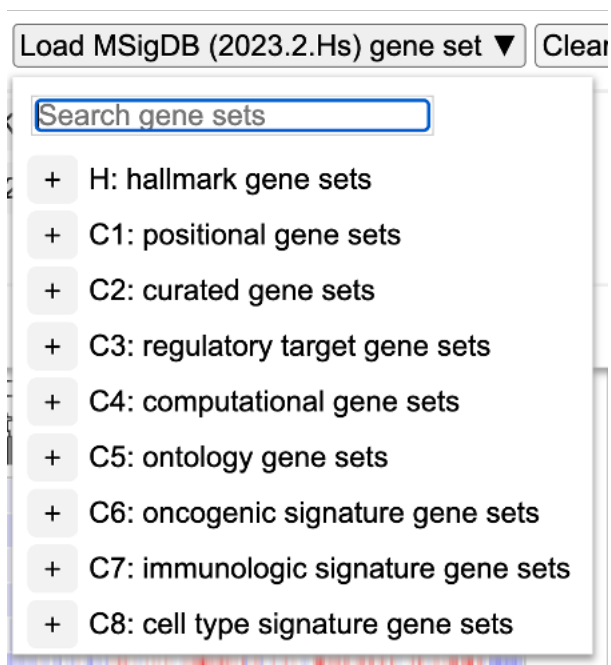 Load MSigDB (2023.2.Hs) gene set ▼ Clear
Search gene sets
+ H: hallmark gene sets
+ C1: positional gene sets
+ C2: curated gene sets
+ C3: regulatory target gene sets
+ C4: computational gene sets
+ C5: ontology gene sets
+ C6: oncogenic signature gene sets
+ C7: immunologic signature gene sets
+ C8: cell type signature gene sets